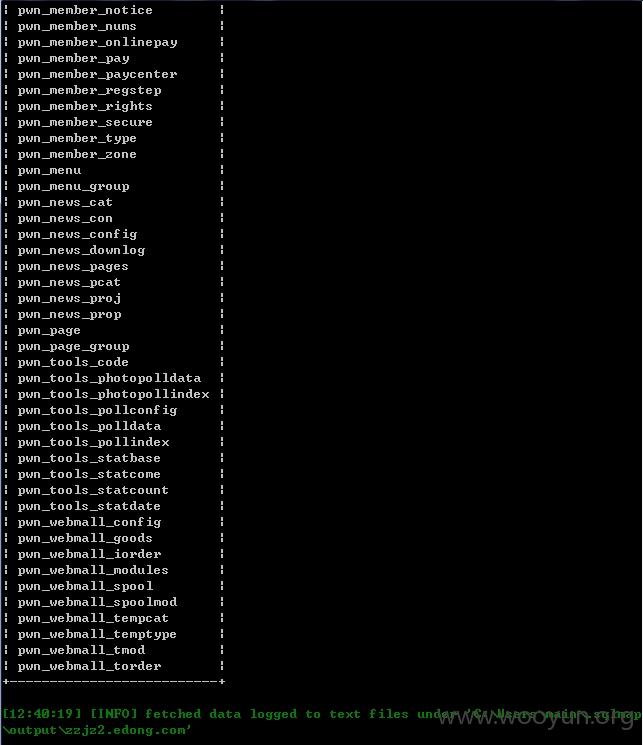 ¦ pwn_member_notice ¦
¦ pwn_member_nums ¦
¦ pwn_member_onlinepay ¦
¦ pwn_member_pay ¦
¦ pwn_member_paycenter ¦
¦ pwn_member_regstep ¦
¦ pwn_member_rights ¦
¦ pwn_member_secure ¦
¦ pwn_member_type ¦
¦ pwn_member_zone ¦
¦ pwn_menu ¦
¦ pwn_menu_group ¦
¦ pwn_news_cat ¦
¦ pwn_news_con ¦
¦ pwn_news_config ¦
¦ pwn_news_downlog ¦
¦ pwn_news_pages ¦
¦ pwn_news_pcat ¦
¦ pwn_news_proj ¦
¦ pwn_news_prop ¦
¦ pwn_page ¦
¦ pwn_page_group ¦
¦ pwn_tools_code ¦
¦ pwn_tools_photopolldata ¦
¦ pwn_tools_photopollindex ¦
¦ pwn_tools_pollconfig ¦
¦ pwn_tools_polldata ¦
¦ pwn_tools_pollindex ¦
¦ pwn_tools_statbase ¦
¦ pwn_tools_statcome ¦
¦ pwn_tools_statcount ¦
¦ pwn_tools_statdate ¦
¦ pwn_webmall_config ¦
¦ pwn_webmall_goods ¦
¦ pwn_webmall_iorder ¦
¦ pwn_webmall_modules ¦
¦ pwn_webmall_spool ¦
¦ pwn_webmall_spoolmod ¦
¦ pwn_webmall_tempcat ¦
¦ pwn_webmall_temptype ¦
¦ pwn_webmall_tmod ¦
¦ pwn_webmall_torder ¦
+--------------------------+
[12:40:19] [INFO] fetched data logged to text files under 'C:\Users\nain\.sqlmap
\output\zzjz2.edong.com'
www.wooyun.org